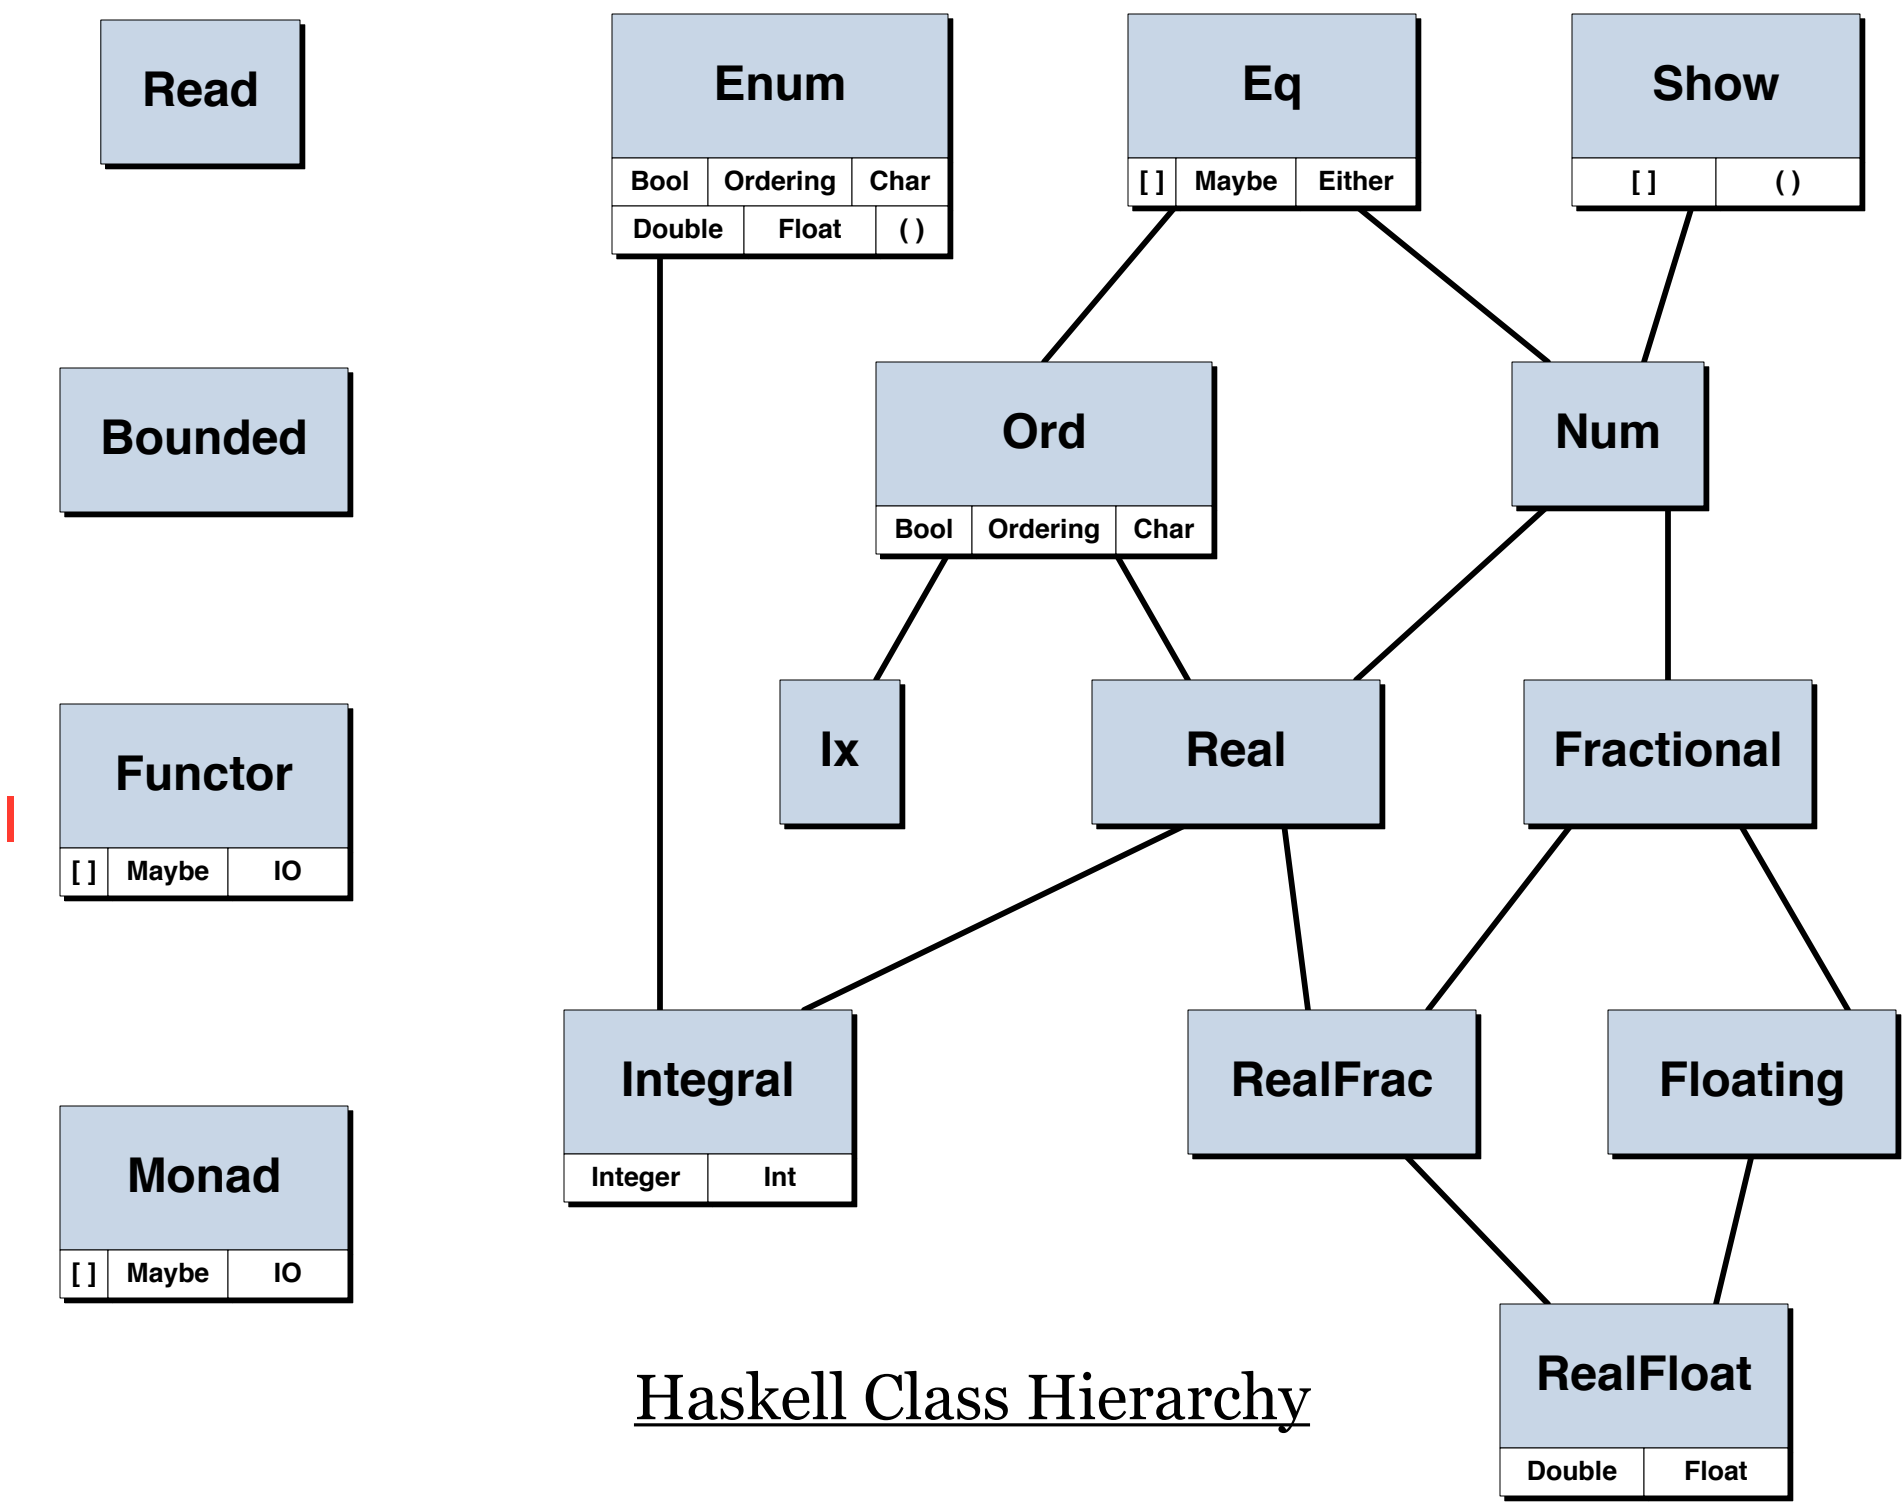 Read
Enum
Eq
Show
Bool Ordering Char
[ ] Maybe Either
[ ] ( )
Double Float ( )
Bounded
Ord
Num
Bool Ordering Char
Functor
Ix
Real
Fractional
[ ] Maybe IO
Integral
RealFrac
Floating
Monad
Integer Int
[ ] Maybe IO
RealFloat
Haskell Class Hierarchy
Double Float